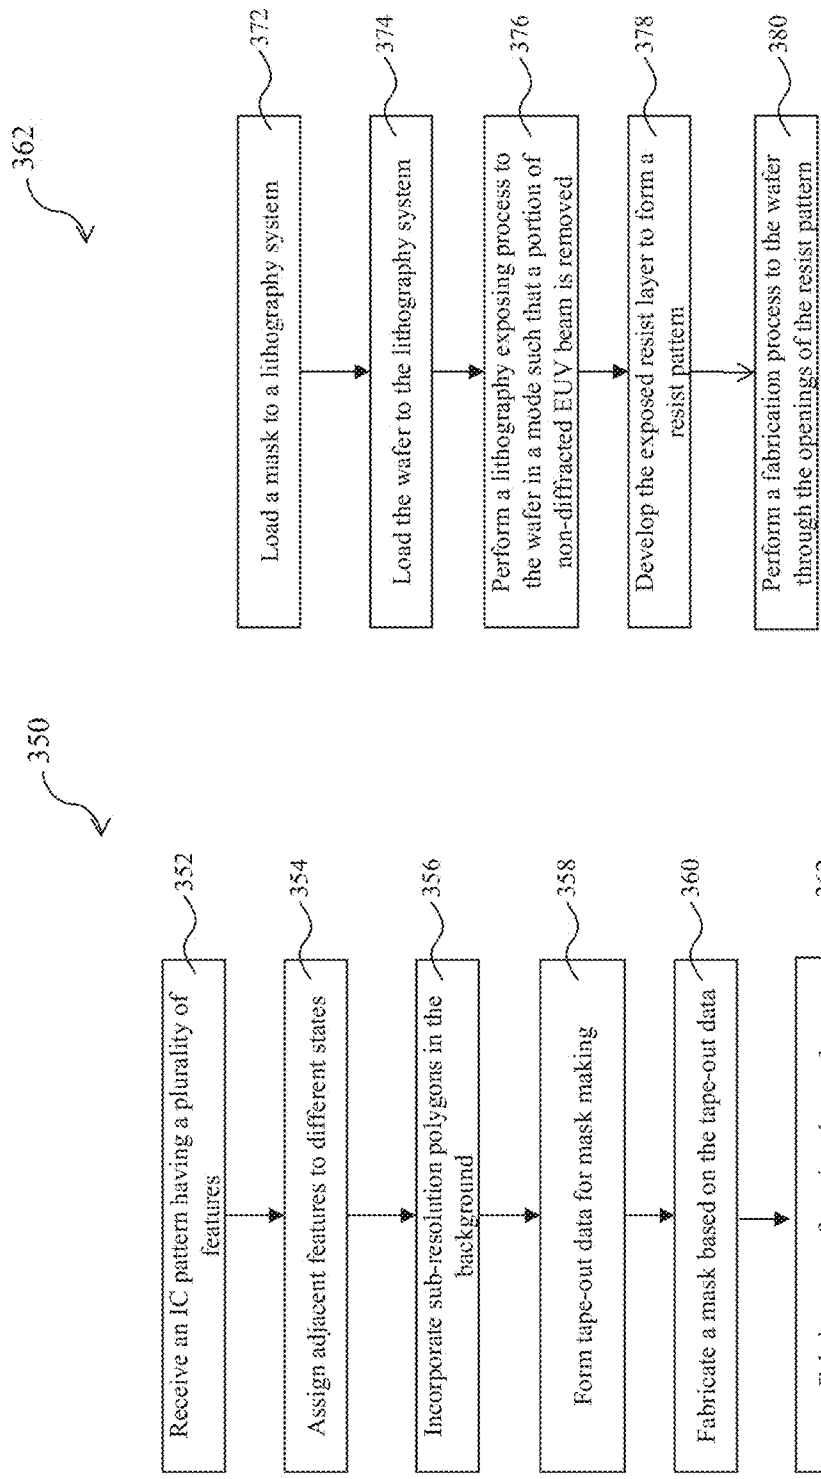 350
Receive an IC pattern having a plurality of
features
352
Assign adjacent features to different states
354
Incorporate sub-resolution polygons in the
background
356
Form tape-out data for mask making
358
Fabricate a mask based on the tape-out data
360
362
Load a mask to a lithography system
372
Load the wafer to the lithography system
374
Perform a lithography exposing process to
the wafer in a mode such that a portion of
non-diffracted EUV beam is removed
376
Develop the exposed resist layer to form a
resist pattern
378
Perform a fabrication process to the wafer
through the openings of the resist pattern
380